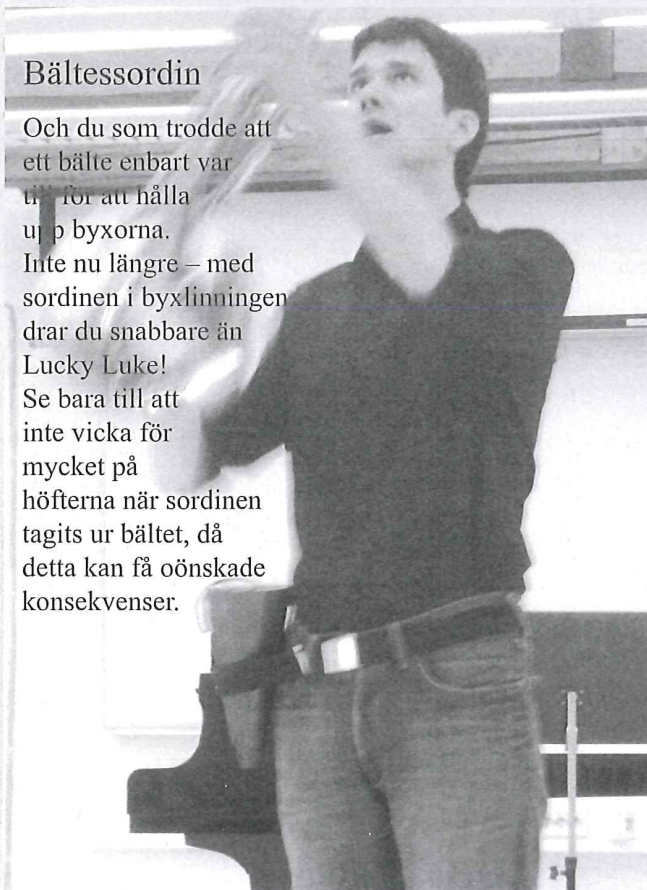 Bältessordin
Och du som trodde att
ett bälte enbart var
till för att hålla
upp byxorna.
Inte nu längre – med
sordinen i byxlinningen
drar du snabbare än
Lucky Luke!
Se bara till att
inte vicka för
mycket på
höfterna när sordinen
tagits ur bältet, då
detta kan få oönskade
konsekvenser.